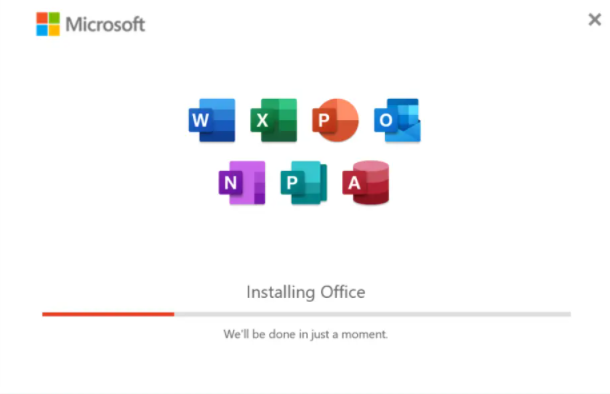 Microsoft
W X P O
N P A
Installing Office
We'll be done in just a moment.